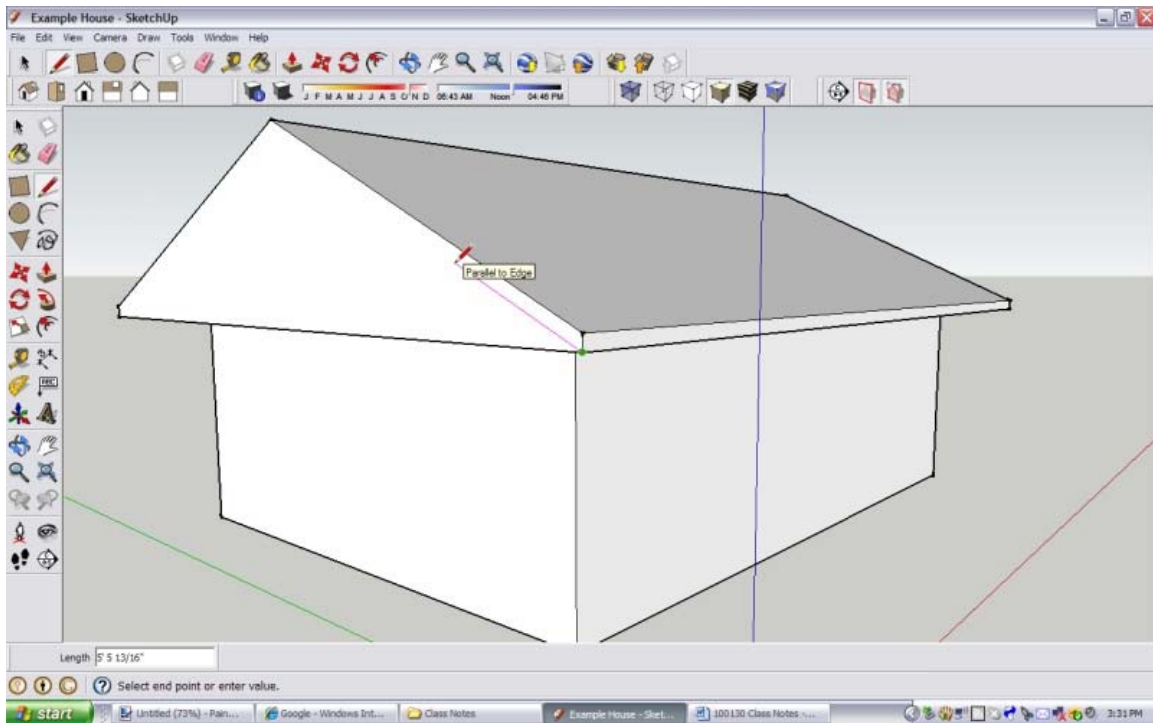 Example House - SketchUp
File Edit View Camera Draw Tools Window Help
J F M A M J J A S O N D 06:43 AM Noon 04:46 PM
Parallel to Edge
Length 5' 5 13/16"
Select end point or enter value.
start Untitled (73%) - Pain... Google - Windows Int... Class Notes Example House - Sket... 100130 Class Notes -... 3:31 PM